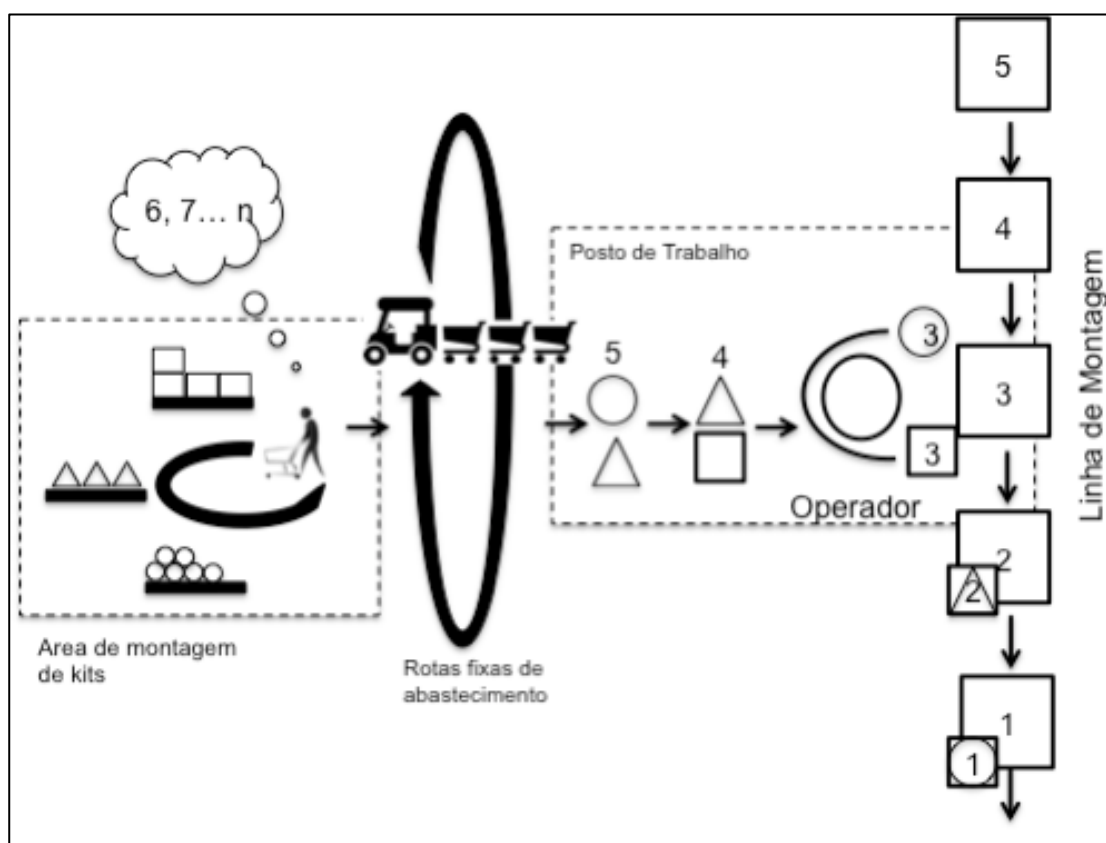 5
6, 7... n
4
Posto de Trabalho
5
4
3
3
3
Operador
Linha de Montagem
2
2
Area de montagem
de kits
Rotas fixas de
abastecimento
1
1